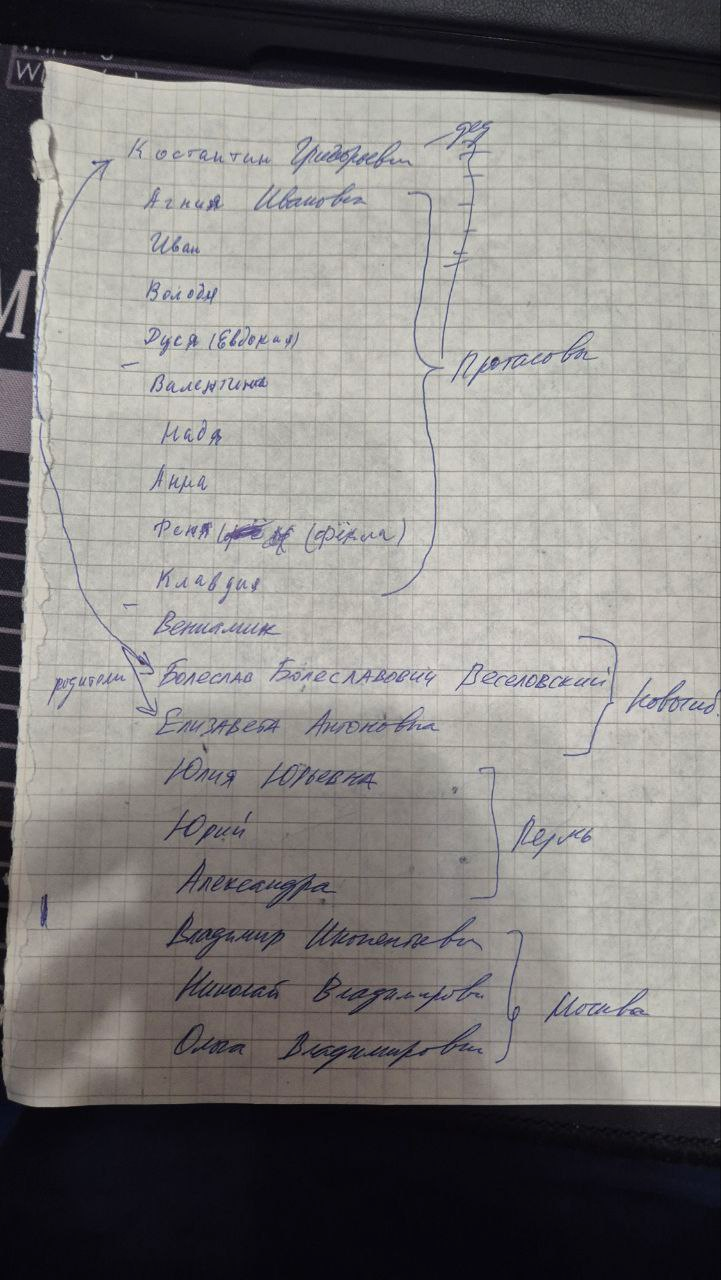 дед
Костантин Григорьевич
Агния Ивановна
Иван
Володя
Дуся (Евдокия)
Протасовы
Валентина
Надя
Анна
Феня (Фёкла)
Клавдия
Вениамин
родители
Болеслав Болеславович Веселовский
Новосиб.
Елизавета Антоновна
Юлия Юрьевна
Юрий
Пермь
Александра
Владимир
Николай Владимирович
Москва
Ольга Владимировна